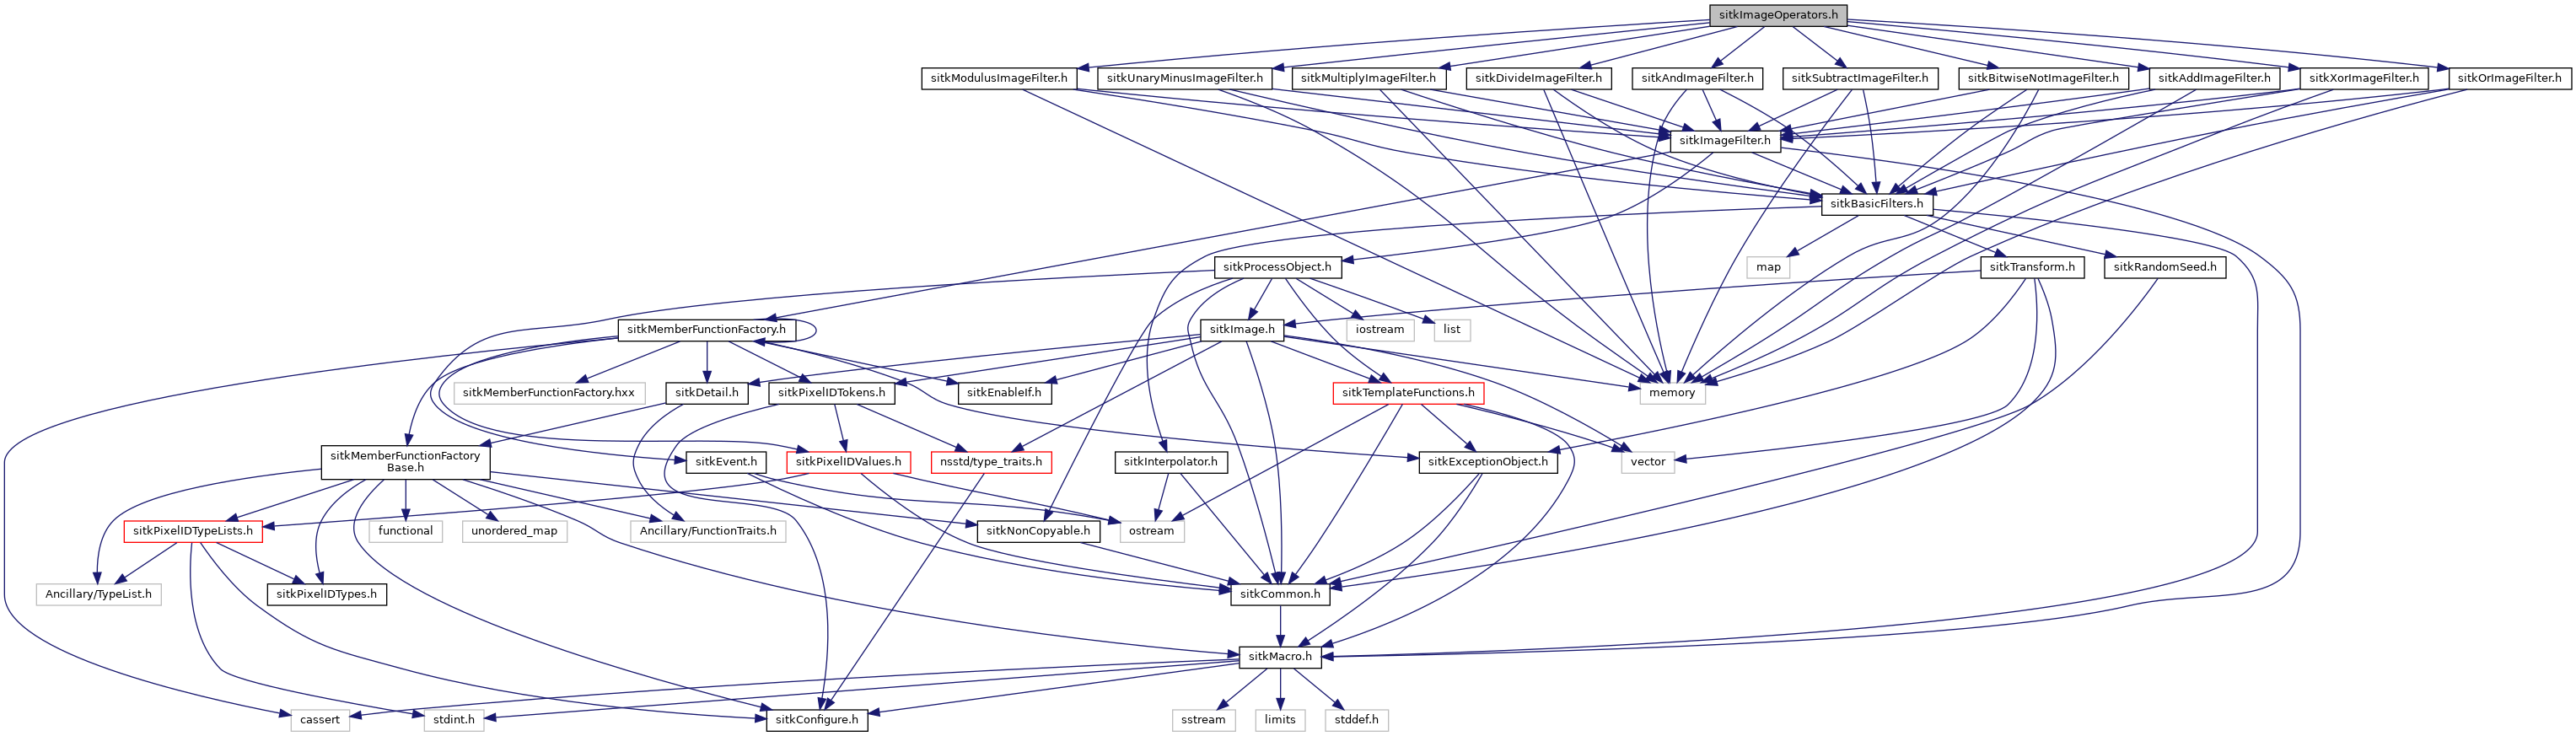 sitkImageOperators.h
sitkModulusImageFilter.h
sitkUnaryMinusImageFilter.h
sitkMultiplyImageFilter.h
sitkDivideImageFilter.h
sitkAndImageFilter.h
sitkSubtractImageFilter.h
sitkBitwiseNotImageFilter.h
sitkAddImageFilter.h
sitkXorImageFilter.h
sitkOrImageFilter.h
sitkImageFilter.h
sitkBasicFilters.h
sitkProcessObject.h
map
sitkTransform.h
sitkRandomSeed.h
sitkMemberFunctionFactory.h
sitkImage.h
iostream
list
sitkMemberFunctionFactory.hxx
sitkDetail.h
sitkPixelIDTokens.h
sitkEnableIf.h
sitkTemplateFunctions.h
memory
sitkMemberFunctionFactory
Base.h
sitkEvent.h
sitkPixelIDValues.h
nsstd/type_traits.h
sitkInterpolator.h
sitkExceptionObject.h
vector
sitkPixelIDTypeLists.h
functional
unordered_map
Ancillary/FunctionTraits.h
sitkNonCopyable.h
ostream
Ancillary/TypeList.h
sitkPixelIDTypes.h
sitkCommon.h
sitkMacro.h
cassert
stdint.h
sitkConfigure.h
sstream
limits
stddef.h